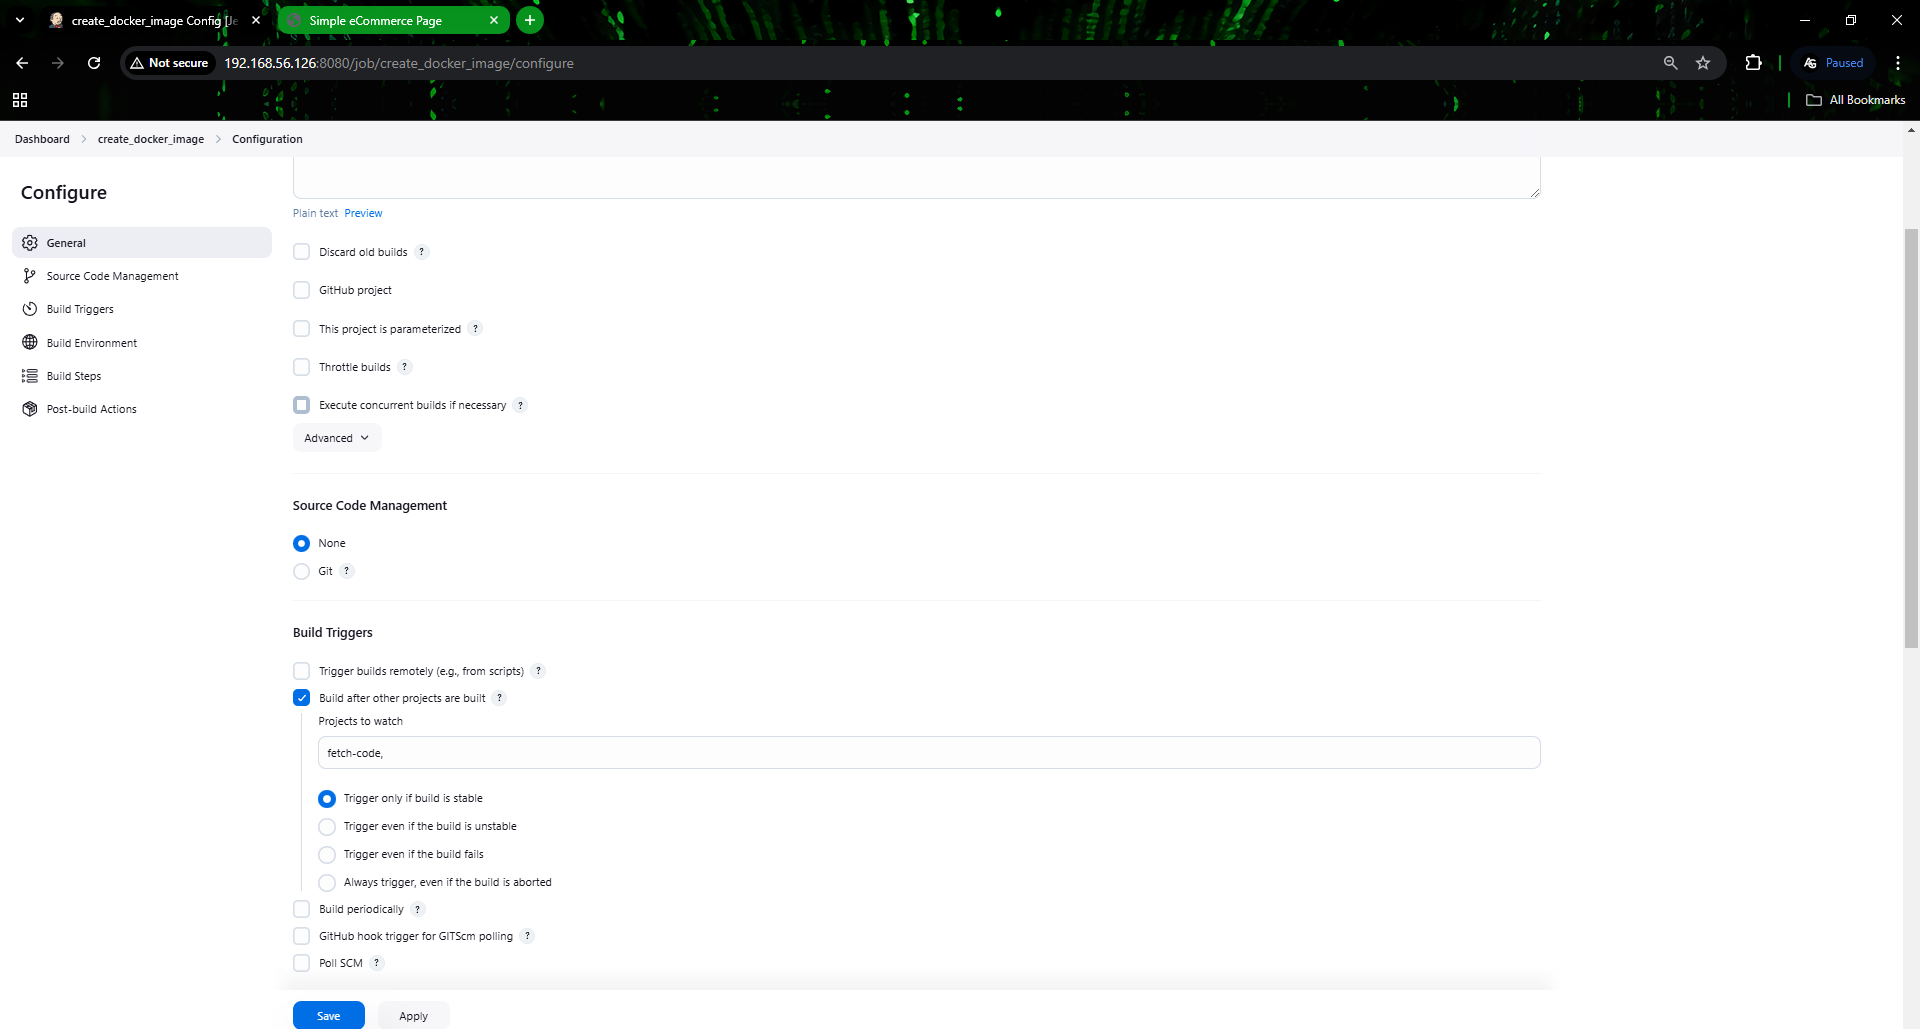 create_docker_image Config [Je
Simple eCommerce Page
Not secure
192.168.56.126:8080/job/create_docker_image/configure
Paused
All Bookmarks
Dashboard
create_docker_image
Configuration
Configure
General
Source Code Management
Build Triggers
Build Environment
Build Steps
Post-build Actions
Plain text Preview
Discard old builds ?
GitHub project
This project is parameterized ?
Throttle builds ?
Execute concurrent builds if necessary ?
Advanced
Source Code Management
None
Git ?
Build Triggers
Trigger builds remotely (e.g., from scripts) ?
Build after other projects are built ?
Projects to watch
fetch-code,
Trigger only if build is stable
Trigger even if the build is unstable
Trigger even if the build fails
Always trigger, even if the build is aborted
Build periodically ?
GitHub hook trigger for GITScm polling ?
Poll SCM ?
Save
Apply